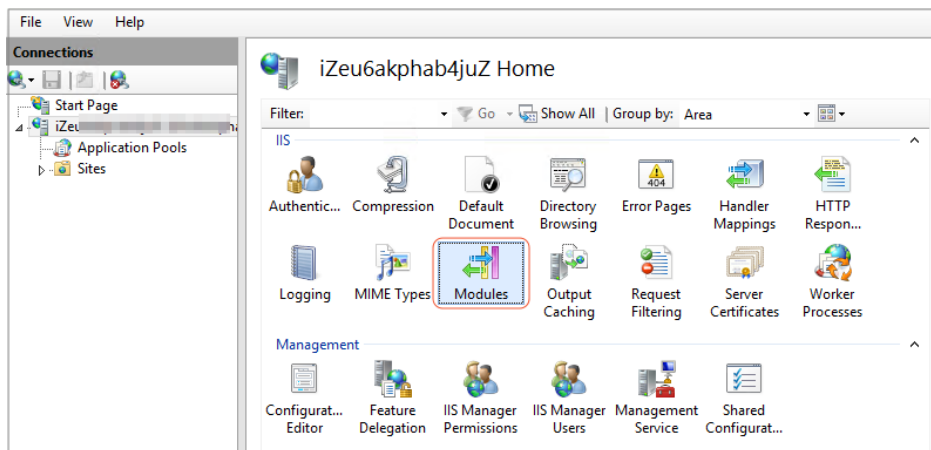 File View Help
Connections
iZeu6akphab4juZ Home
Start Page
iZeu
Application Pools
Sites
Filter: Go Show All Group by: Area
IIS
Authentic... Compression Default Document Directory Browsing Error Pages Handler Mappings HTTP Respon...
404
Logging MIME Types Modules Output Caching Request Filtering Server Certificates Worker Processes
Management
Configurat... Editor Feature Delegation IIS Manager Permissions IIS Manager Users Management Service Shared Configurat...